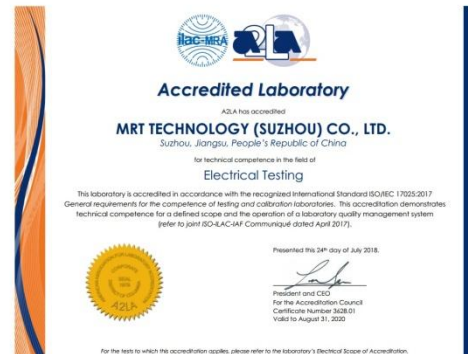 ilac-MRA
A2LA
Accredited Laboratory
A2LA has accredited
MRT TECHNOLOGY (SUZHOU) CO., LTD.
Suzhou, Jiangsu, People's Republic of China
for technical competence in the field of
Electrical Testing
This laboratory is accredited in accordance with the recognized International Standard ISO/IEC 17025:2017
General requirements for the competence of testing and calibration laboratories. This accreditation demonstrates
technical competence for a defined scope and the operation of a laboratory quality management system
(refer to joint ISO-ILAC-IAF Communiqué dated April 2017).
Presented this 24th day of July 2018.
President and CEO
For the Accreditation Council
Certificate Number 3628.01
Valid to August 31, 2020
CORPORATE
SEAL
1978
A2LA
For the tests to which this accreditation applies, please refer to the laboratory's Electrical Scope of Accreditation.